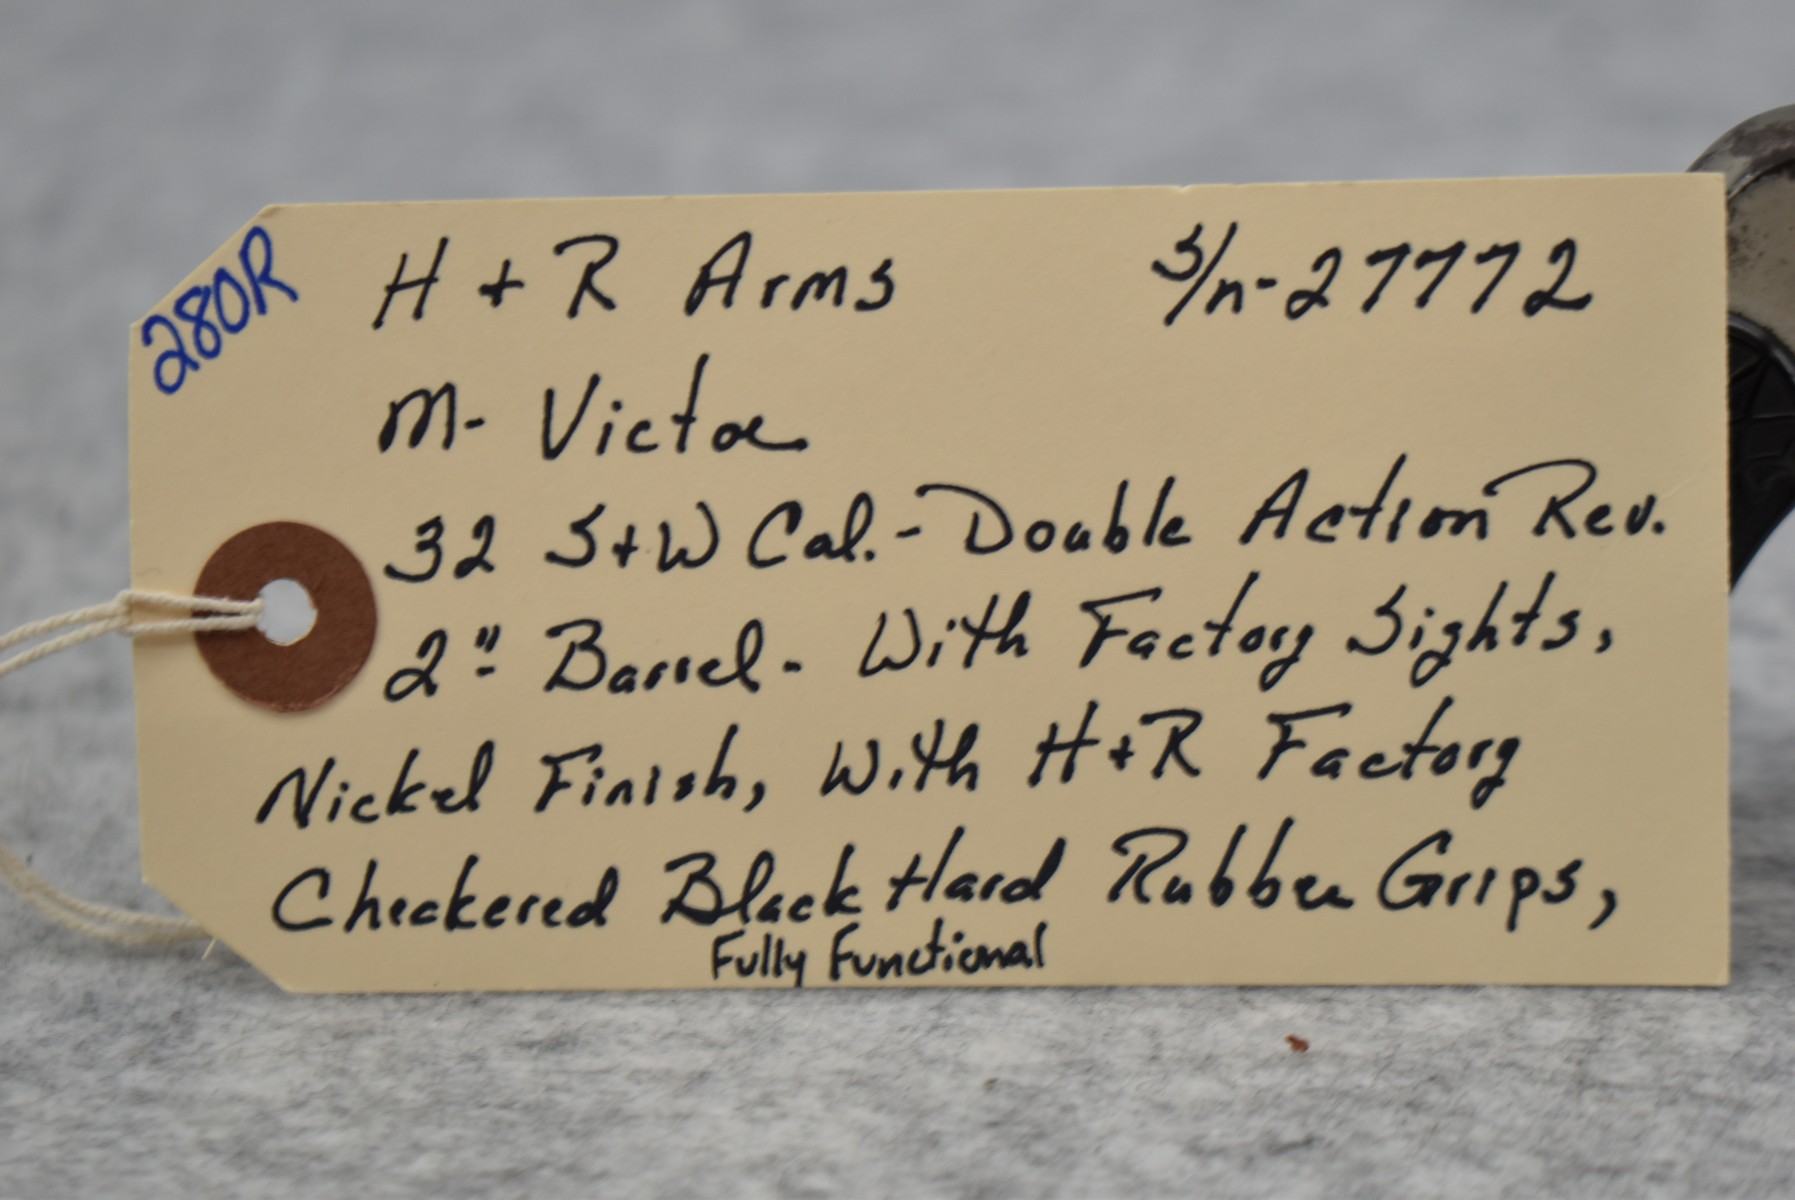 280R
H + R Arms S/n-27772
M- Victor
32 S+W Cal.- Double Action Rev.
2" Barrel- With Factory Sights,
Nickel Finish, With H+R Factory
Checkered Black Hard Rubber Grips,
Fully Functional